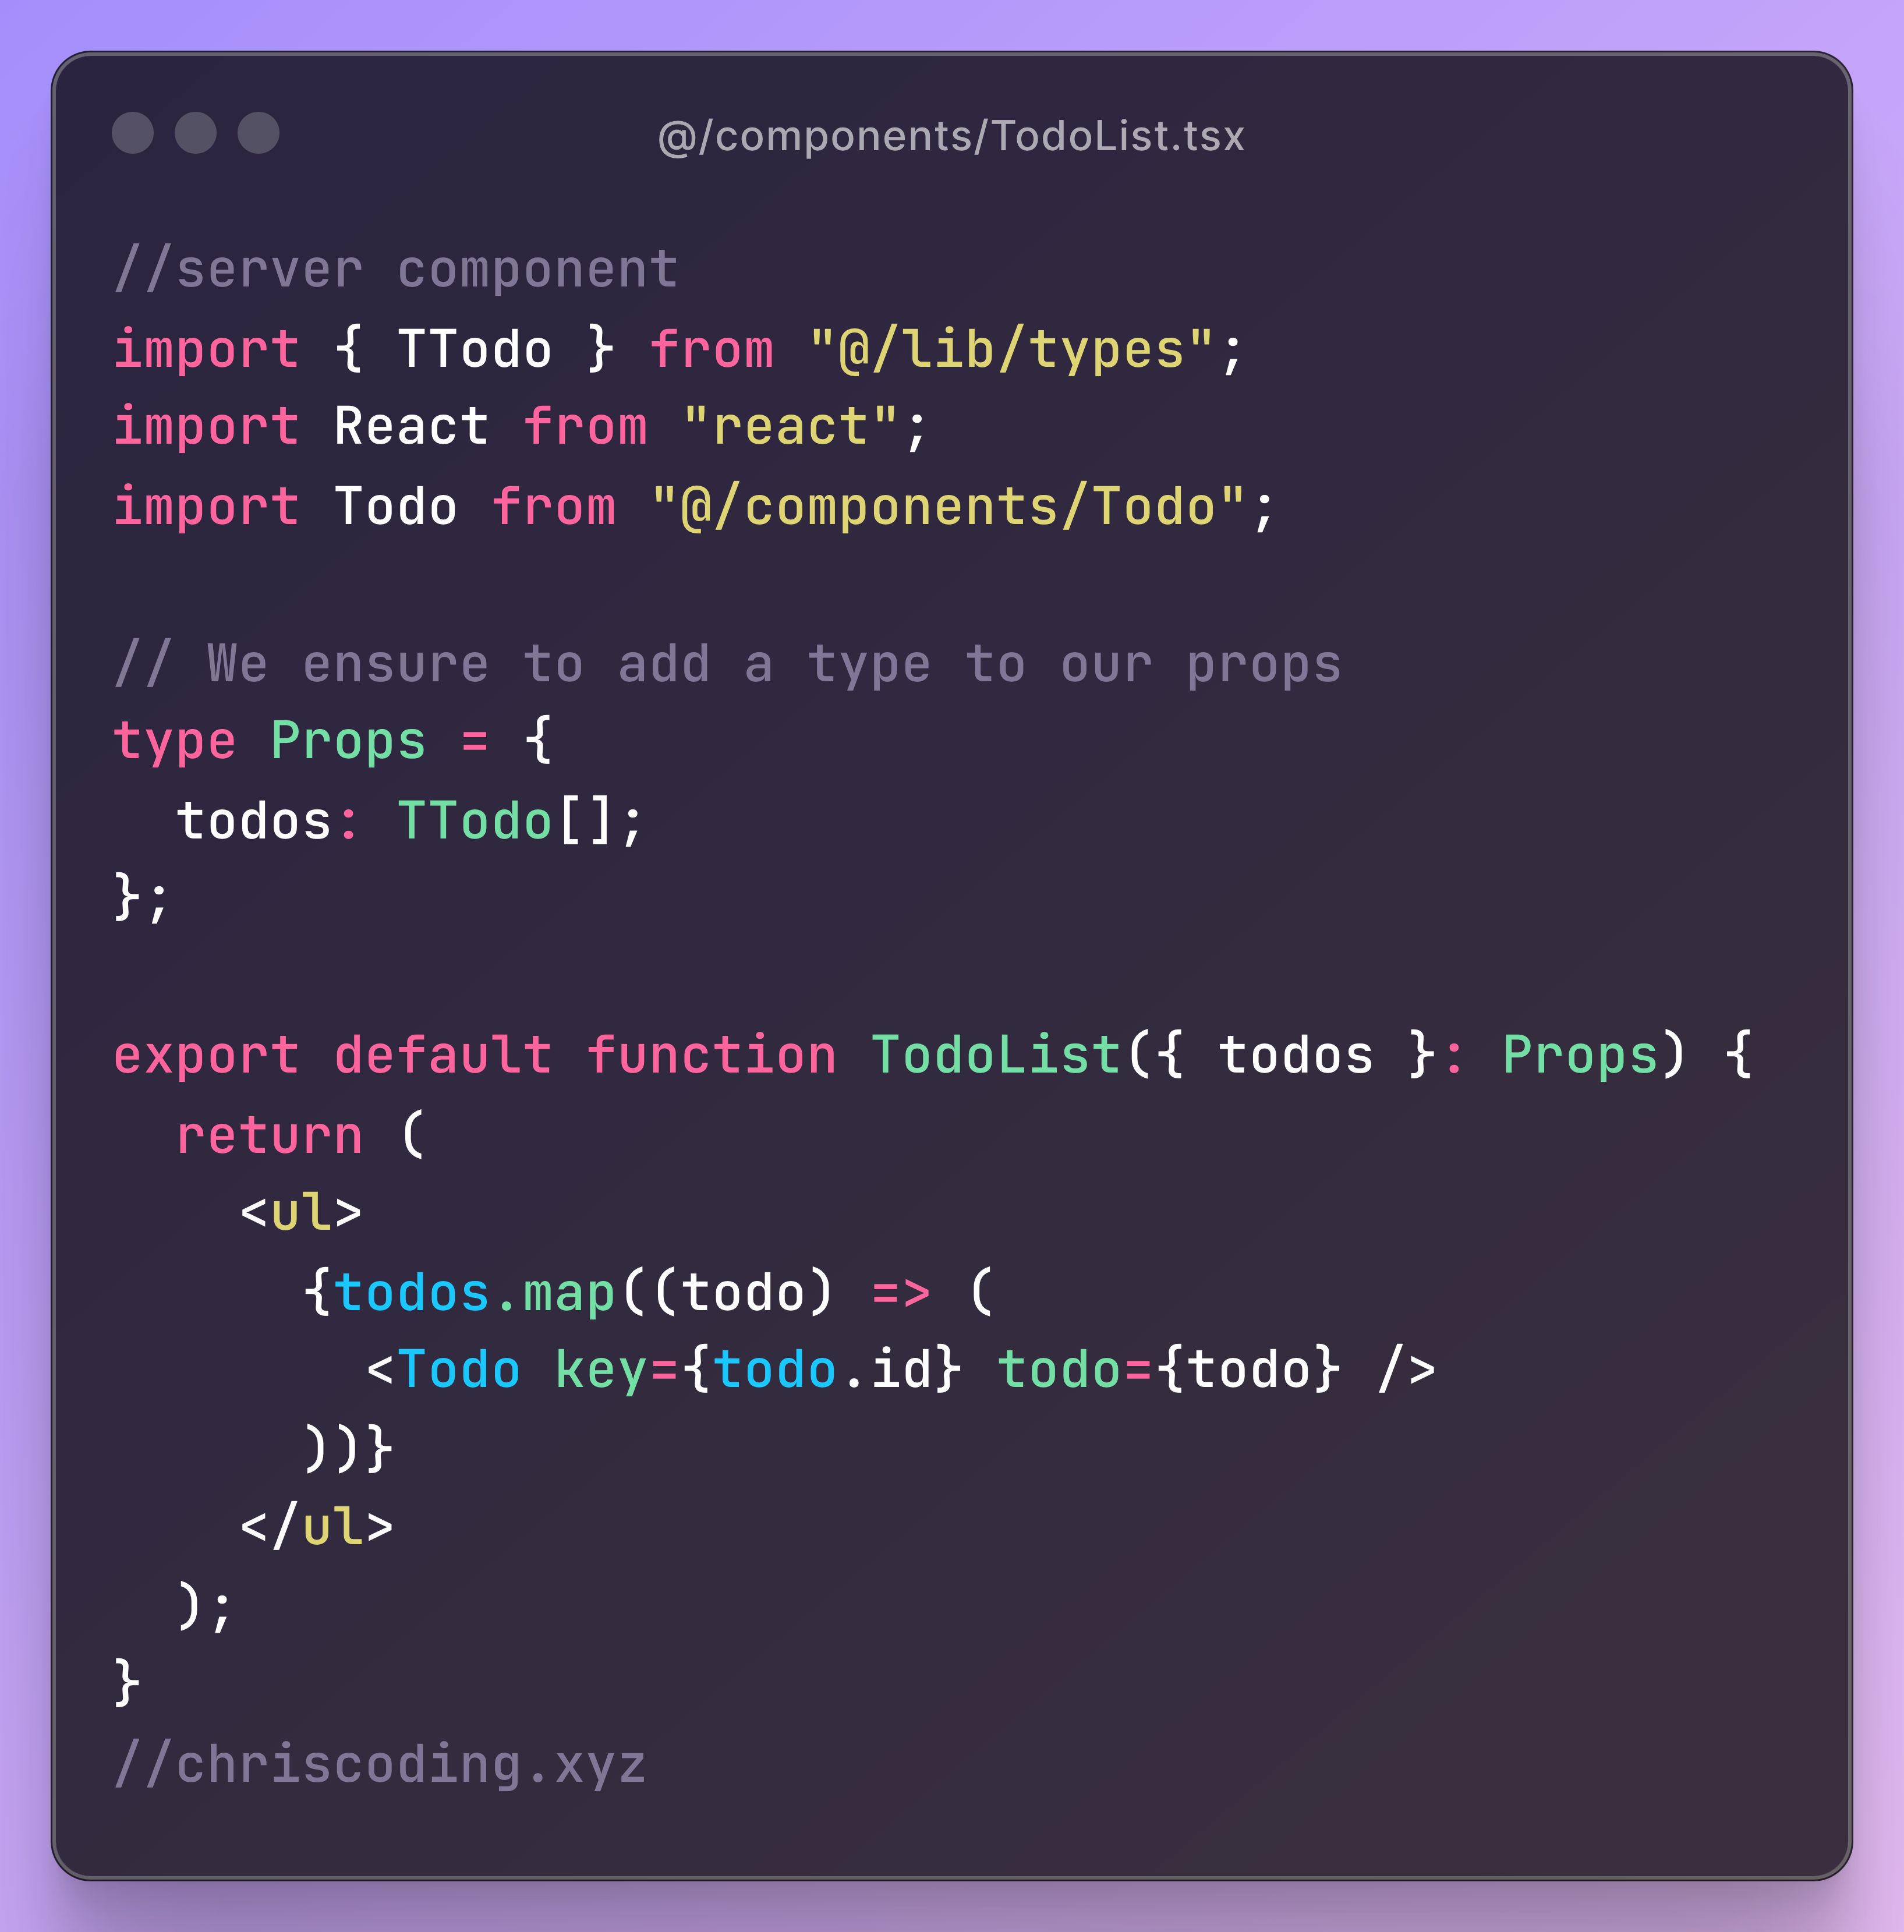 @/components/TodoList.tsx
//server component
import { TTodo } from "@/lib/types";
import React from "react";
import Todo from "@/components/Todo";
// We ensure to add a type to our props
type Props = {
  todos: TTodo[];
};
export default function TodoList({ todos }: Props) {
  return (
    <ul>
      {todos.map((todo) => (
        <Todo key={todo.id} todo={todo} />
      ))}
    </ul>
  );
}
//chriscoding.xyz